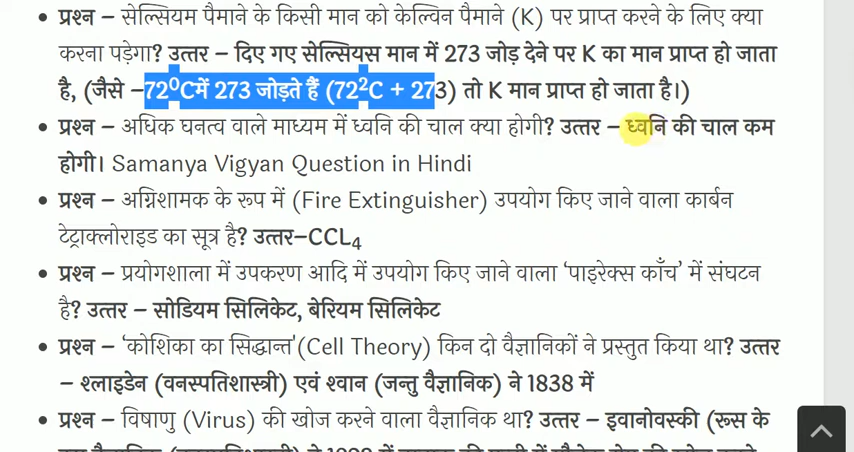 • प्रश्न – सेल्सियम पैमाने के किसी मान को केल्विन पैमाने (K) पर प्राप्त करने के लिए क्या
करना पड़ेगा? उत्तर – दिए गए सेल्सियस मान में 273 जोड़ देने पर K का मान प्राप्त हो जाता
है, (जैसे –72⁰Cमें 273 जोड़ते हैं (72²C + 273) तो K मान प्राप्त हो जाता है।)
• प्रश्न – अधिक घनत्व वाले माध्यम में ध्वनि की चाल क्या होगी? उत्तर – ध्वनि की चाल कम
होगी। Samanya Vigyan Question in Hindi
• प्रश्न – अग्निशामक के रूप में (Fire Extinguisher) उपयोग किए जाने वाला कार्बन
टेट्राक्लोराइड का सूत्र है? उत्तर–CCL₄
• प्रश्न – प्रयोगशाला में उपकरण आदि में उपयोग किए जाने वाला ‘पाइरेक्स काँच’ में संघटन
है? उत्तर – सोडियम सिलिकेट, बेरियम सिलिकेट
• प्रश्न – ‘कोशिका का सिद्धान्त'(Cell Theory) किन दो वैज्ञानिकों ने प्रस्तुत किया था? उत्तर
– श्लाइडेन (वनस्पतिशास्त्री) एवं श्वान (जन्तु वैज्ञानिक) ने 1838 में
• प्रश्न – विषाणु (Virus) की खोज करने वाला वैज्ञानिक था? उत्तर – इवानोवस्की (रूस के